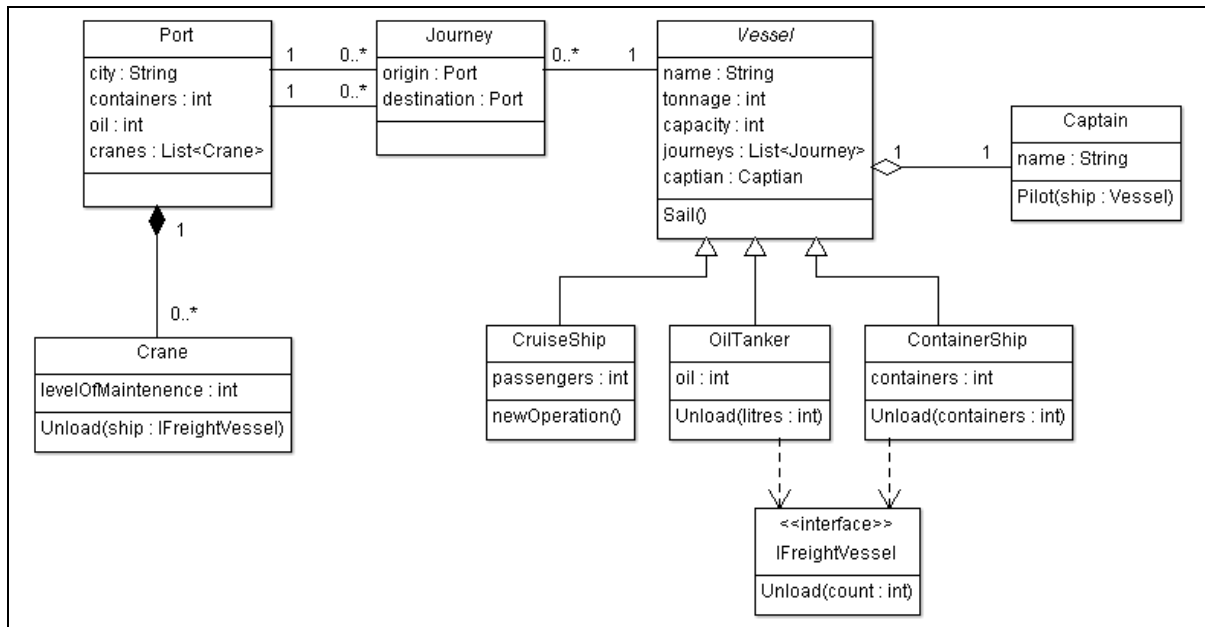 Port
city : String
containers : int
oil : int
cranes : List<Crane>
1
0..*
1
0..*
Journey
origin : Port
destination : Port
0..*
1
Vessel
name : String
tonnage : int
capacity : int
journeys : List<Journey>
captian : Captian
Sail()
1
1
Captain
name : String
Pilot(ship : Vessel)
1
0..*
Crane
levelOfMaintenence : int
Unload(ship : IFreightVessel)
CruiseShip
passengers : int
newOperation()
OilTanker
oil : int
Unload(litres : int)
ContainerShip
containers : int
Unload(containers : int)
<<interface>>
IFreightVessel
Unload(count : int)